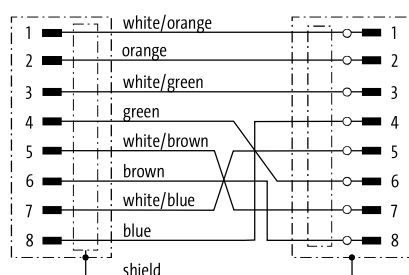 1 white/orange 1
2 orange 2
3 white/green 3
4 green 4
5 white/brown 5
6 brown 6
7 white/blue 7
8 blue 8
shield